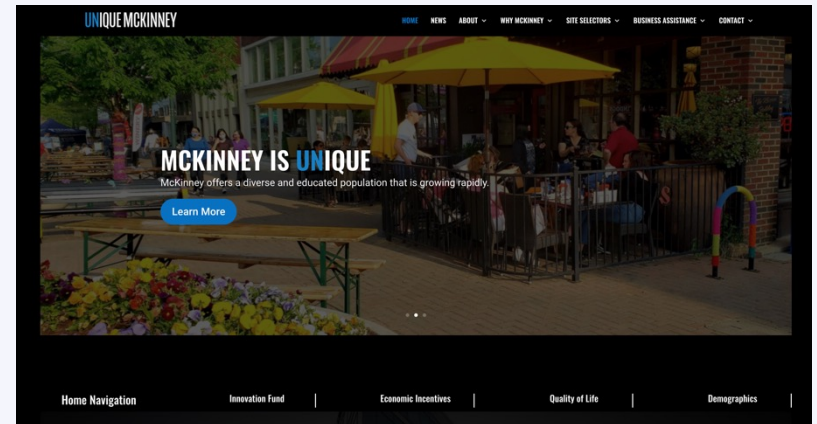 UNIQUE MCKINNEY
HOME NEWS ABOUT WHY MCKINNEY SITE SELECTORS BUSINESS ASSISTANCE CONTACT
MCKINNEY IS UNIQUE
McKinney offers a diverse and educated population that is growing rapidly.
Learn More
Home Navigation Innovation Fund Economic Incentives Quality of Life Demographics